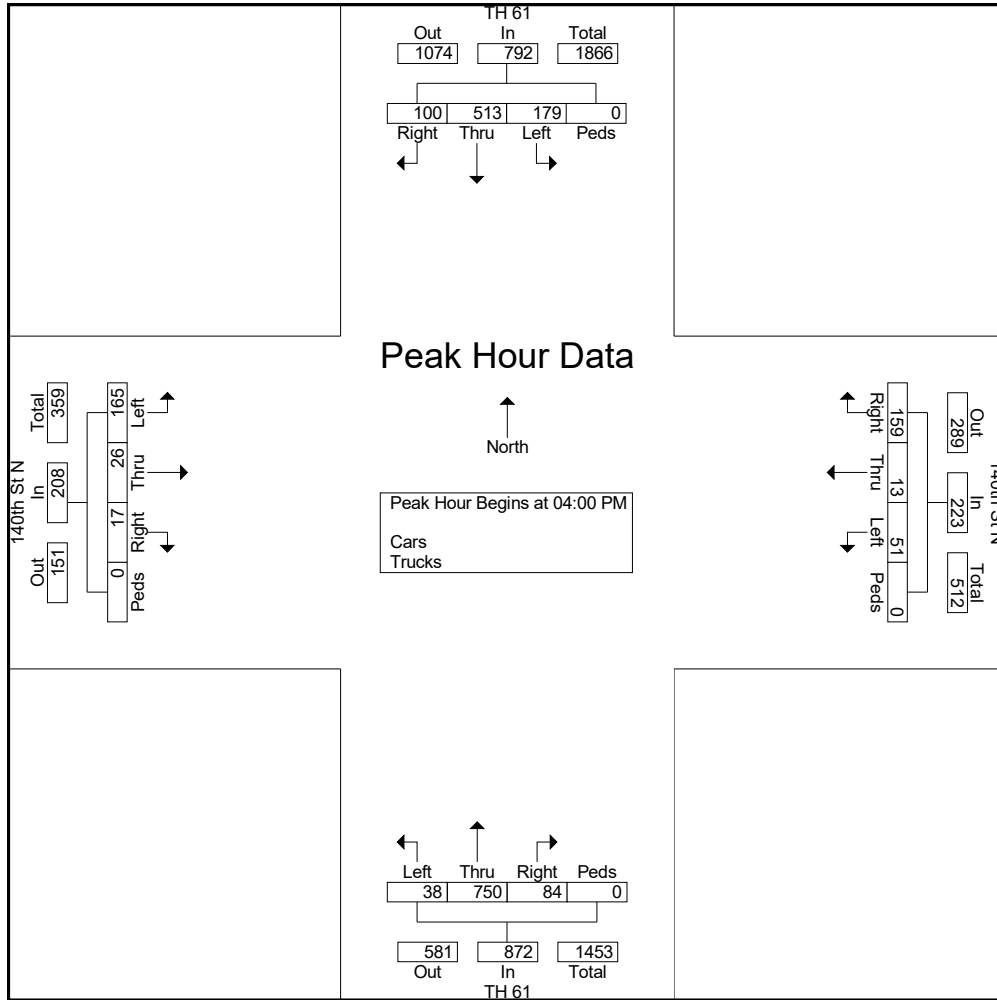 TH 61
Out In Total
1074 792 1866
100 513 179 0
Right Thru Left Peds
Peak Hour Data
North
Peak Hour Begins at 04:00 PM
Cars
Trucks
140th St N
Total In Out
359 208 151
165 26 17 0
Left Thru Right Peds
Right Thru Left Peds
159 13 51 0
Out In Total
289 223 512
140th St N
Left Thru Right Peds
38 750 84 0
581 872 1453
Out In Total
TH 61